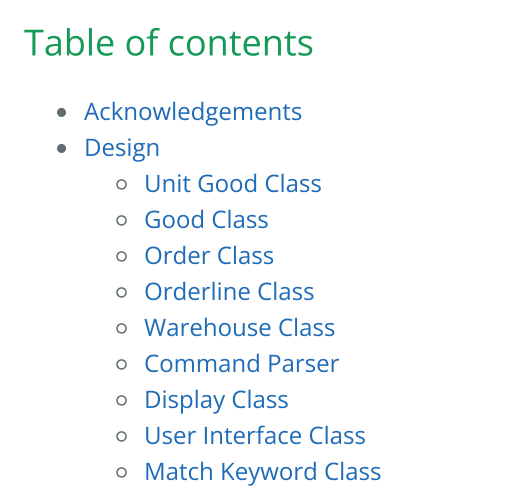 Table of contents
Acknowledgements
Design
Unit Good Class
Good Class
Order Class
Orderline Class
Warehouse Class
Command Parser
Display Class
User Interface Class
Match Keyword Class